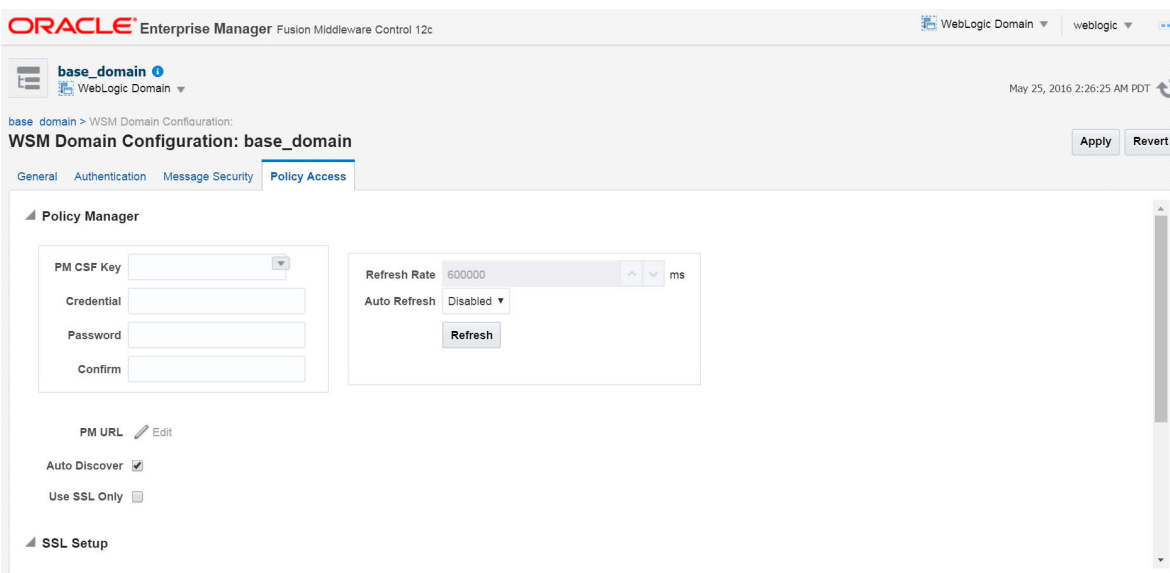 ORACLE Enterprise Manager Fusion Middleware Control 12c
WebLogic Domain
weblogic
base_domain
WebLogic Domain
May 25, 2016 2:26:25 AM PDT
base_domain > WSM Domain Configuration:
WSM Domain Configuration: base_domain
Apply
Revert
General
Authentication
Message Security
Policy Access
Policy Manager
PM CSF Key
Credential
Password
Confirm
Refresh Rate 600000 ms
Auto Refresh Disabled
Refresh
PM URL Edit
Auto Discover
Use SSL Only
SSL Setup